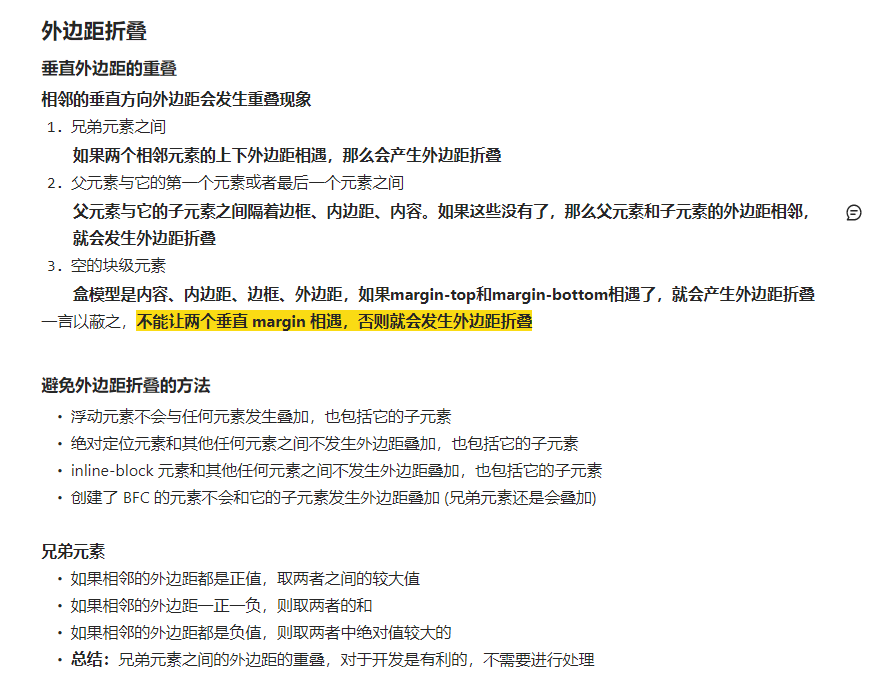 外边距折叠
垂直外边距的重叠
相邻的垂直方向外边距会发生重叠现象
1. 兄弟元素之间
如果两个相邻元素的上下外边距相遇，那么会产生外边距折叠
2. 父元素与它的第一个元素或者最后一个元素之间
父元素与它的子元素之间隔着边框、内边距、内容。如果这些没有了，那么父元素和子元素的外边距相邻，
就会发生外边距折叠
3. 空的块级元素
盒模型是内容、内边距、边框、外边距，如果margin-top和margin-bottom相遇了，就会产生外边距折叠
一言以蔽之，不能让两个垂直 margin 相遇，否则就会发生外边距折叠
避免外边距折叠的方法
• 浮动元素不会与任何元素发生叠加，也包括它的子元素
• 绝对定位元素和其他任何元素之间不发生外边距叠加，也包括它的子元素
• inline-block 元素和其他任何元素之间不发生外边距叠加，也包括它的子元素
• 创建了 BFC 的元素不会和它的子元素发生外边距叠加 (兄弟元素还是会叠加)
兄弟元素
• 如果相邻的外边距都是正值，取两者之间的较大值
• 如果相邻的外边距一正一负，则取两者的和
• 如果相邻的外边距都是负值，则取两者中绝对值较大的
• 总结：兄弟元素之间的外边距的重叠，对于开发是有利的，不需要进行处理